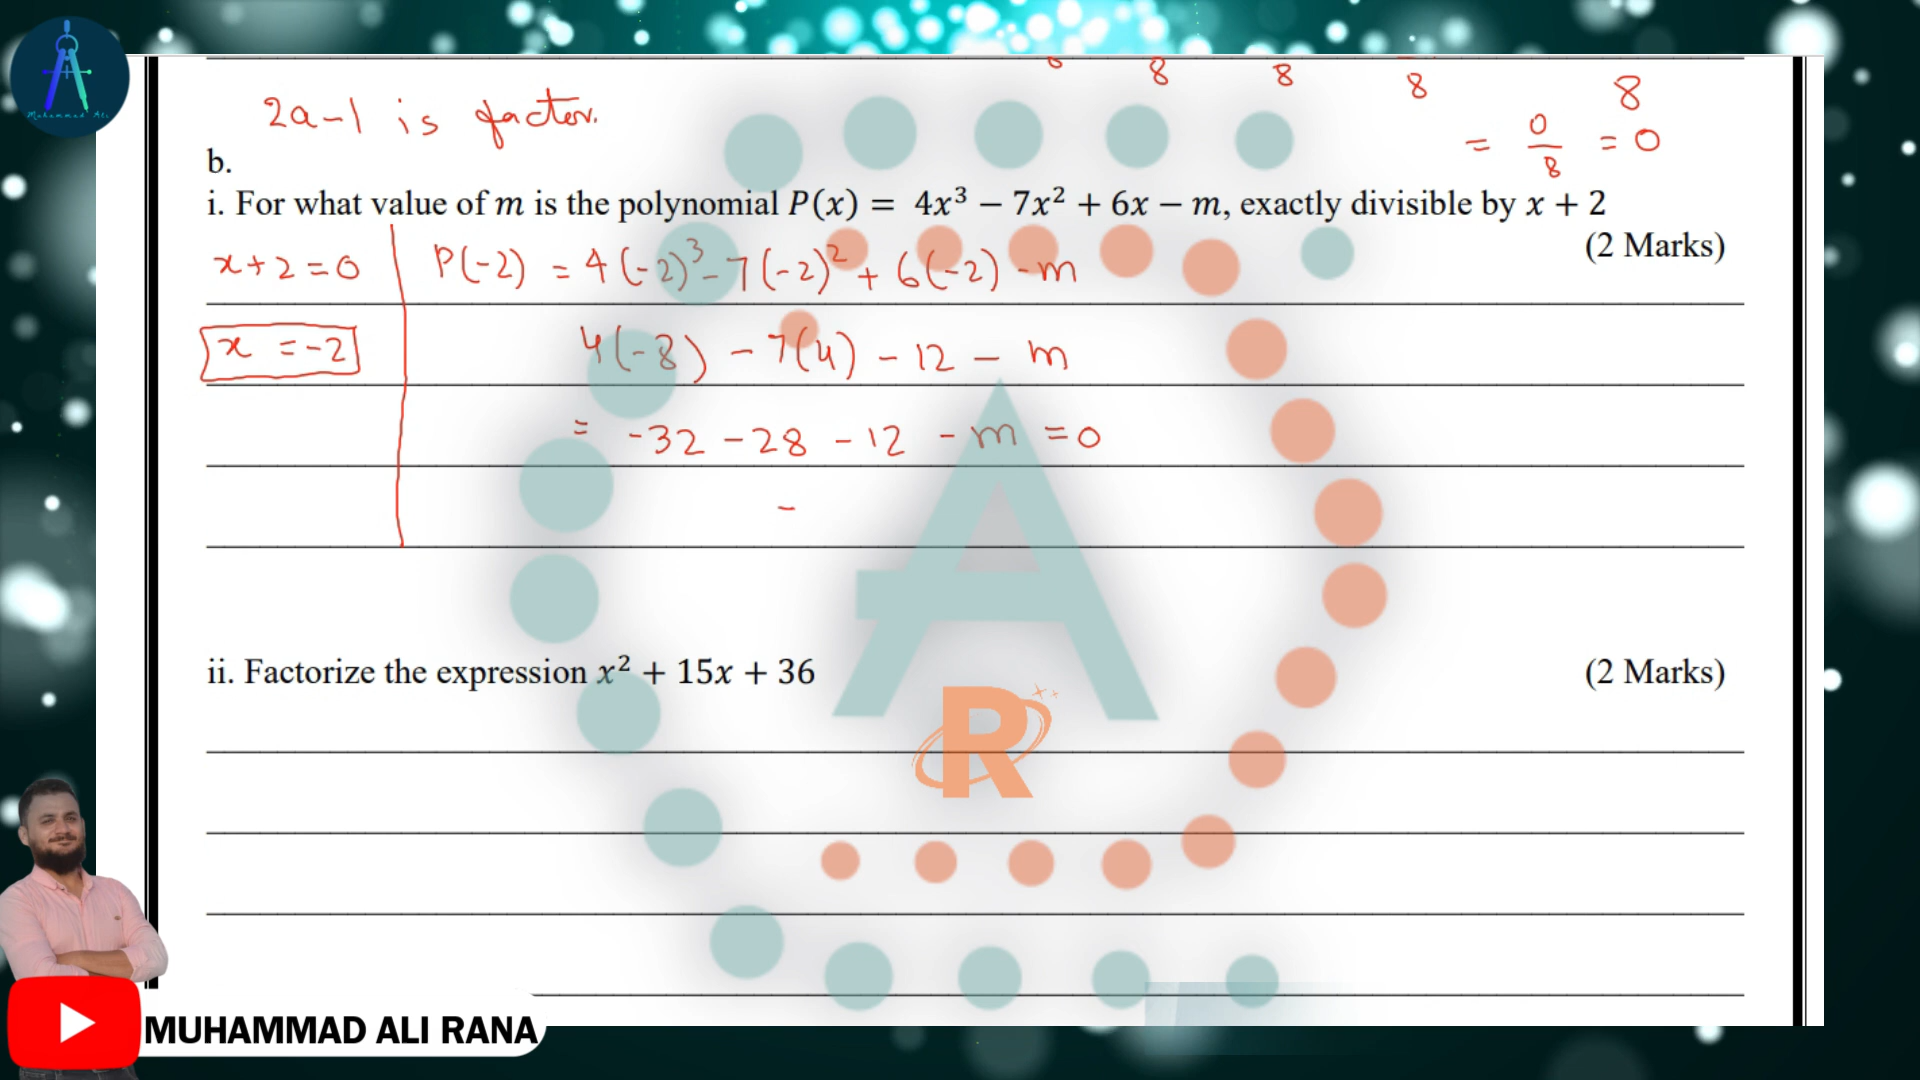 8 8 8 8
2a-1 is factor.
= 0/8 = 0
b.
i. For what value of m is the polynomial P(x) = 4x³ − 7x² + 6x − m, exactly divisible by x + 2
(2 Marks)
x+2=0
P(-2) = 4(-2)³-7(-2)²+6(-2)-m
x=-2
4(-8) - 7(4) - 12 - m
= -32 - 28 - 12 - m = 0
-
ii. Factorize the expression x² + 15x + 36 (2 Marks)
R
Muhammad Ali
MUHAMMAD ALI RANA